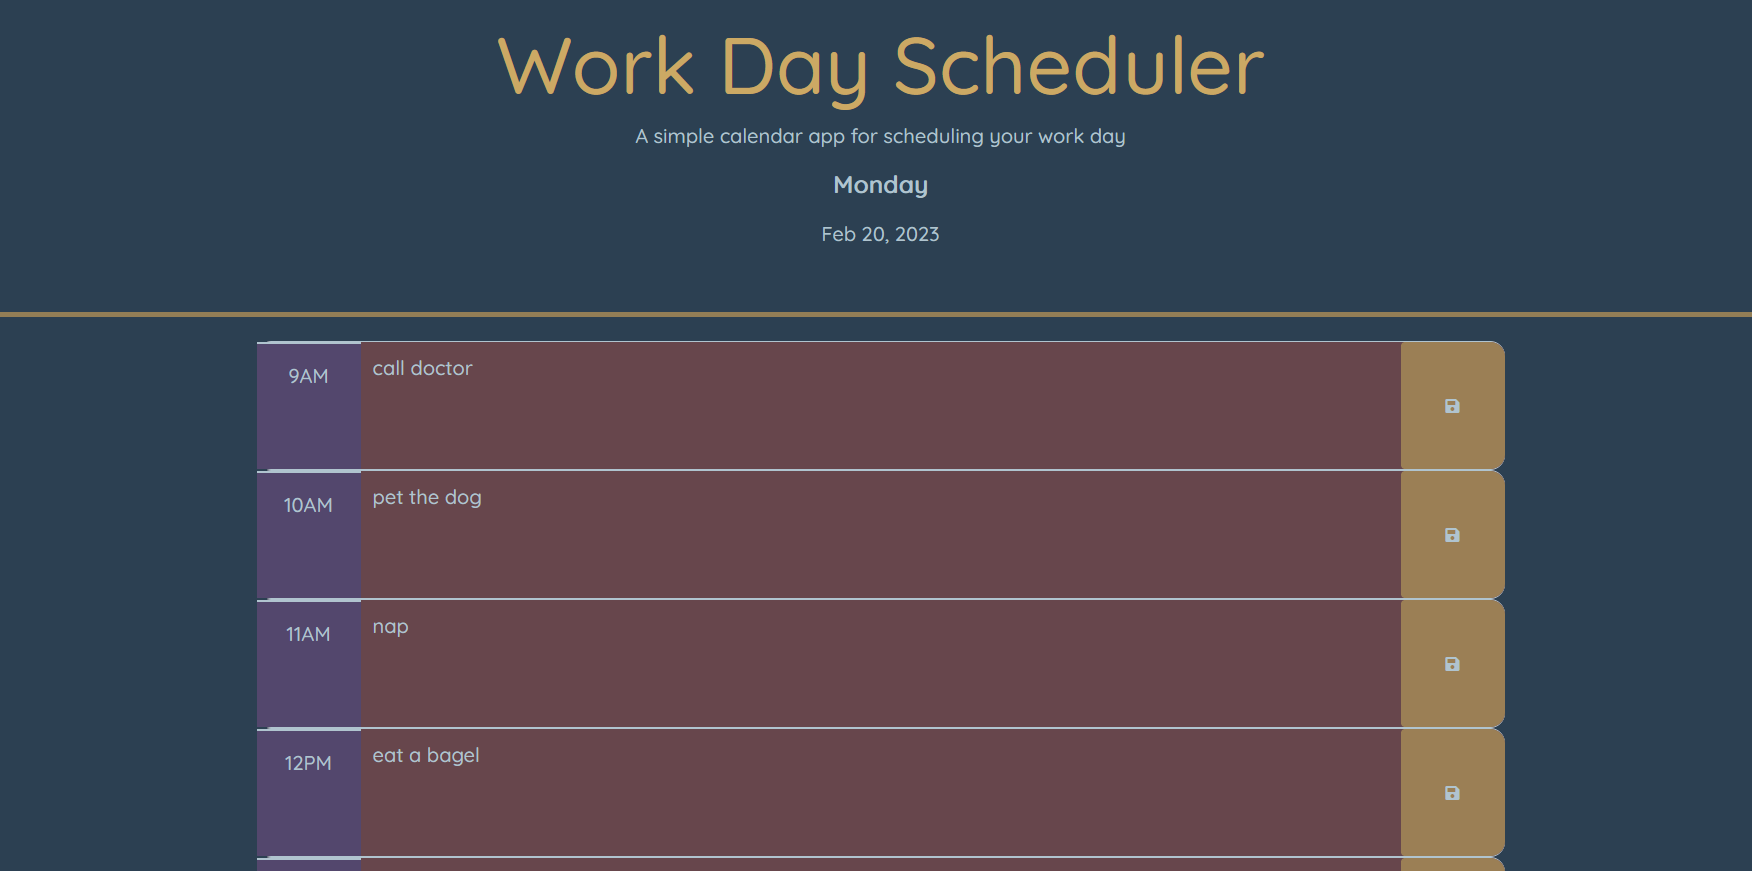 Work Day Scheduler
A simple calendar app for scheduling your work day
Monday
Feb 20, 2023
9AM
call doctor
10AM
pet the dog
11AM
nap
12PM
eat a bagel